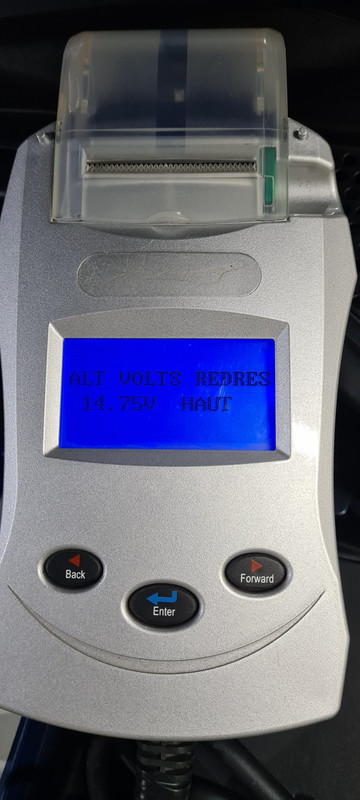 ALT VOLTS REDRES
14.75V HAUT
Back
Enter
Forward